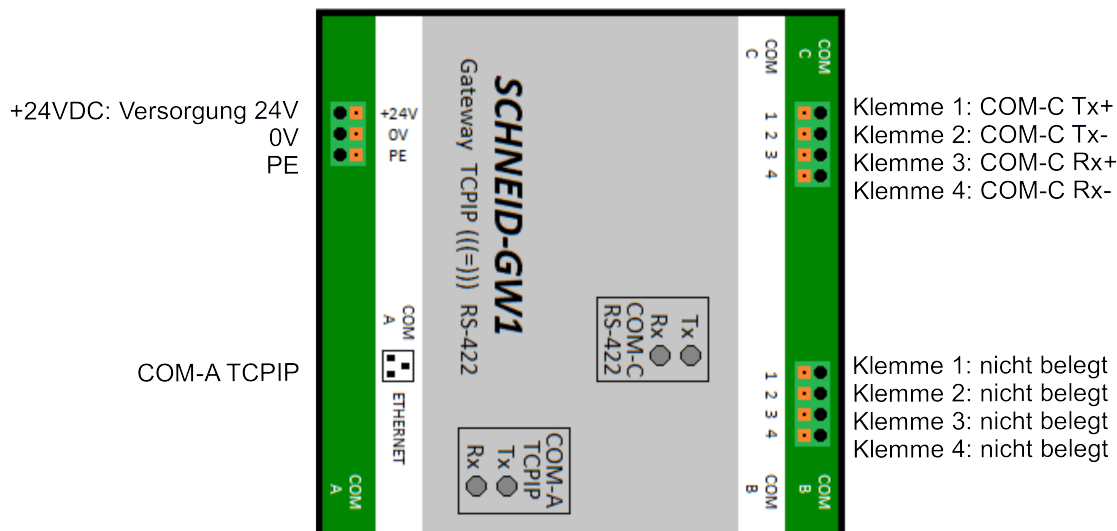 +24VDC: Versorgung 24V
0V
PE
COM-A TCPIP
COM
A
+24V
0V
PE
COM
A
ETHERNET
COM
A
SCHNEID-GW1
Gateway TCPIP (((=))) RS-422
Tx
Rx
COM-C
RS-422
COM-A
TCPIP
Tx
Rx
COM
C
1 2 3 4
1 2 3 4
COM
B
COM
C
COM
B
Klemme 1: COM-C Tx+
Klemme 2: COM-C Tx-
Klemme 3: COM-C Rx+
Klemme 4: COM-C Rx-
Klemme 1: nicht belegt
Klemme 2: nicht belegt
Klemme 3: nicht belegt
Klemme 4: nicht belegt